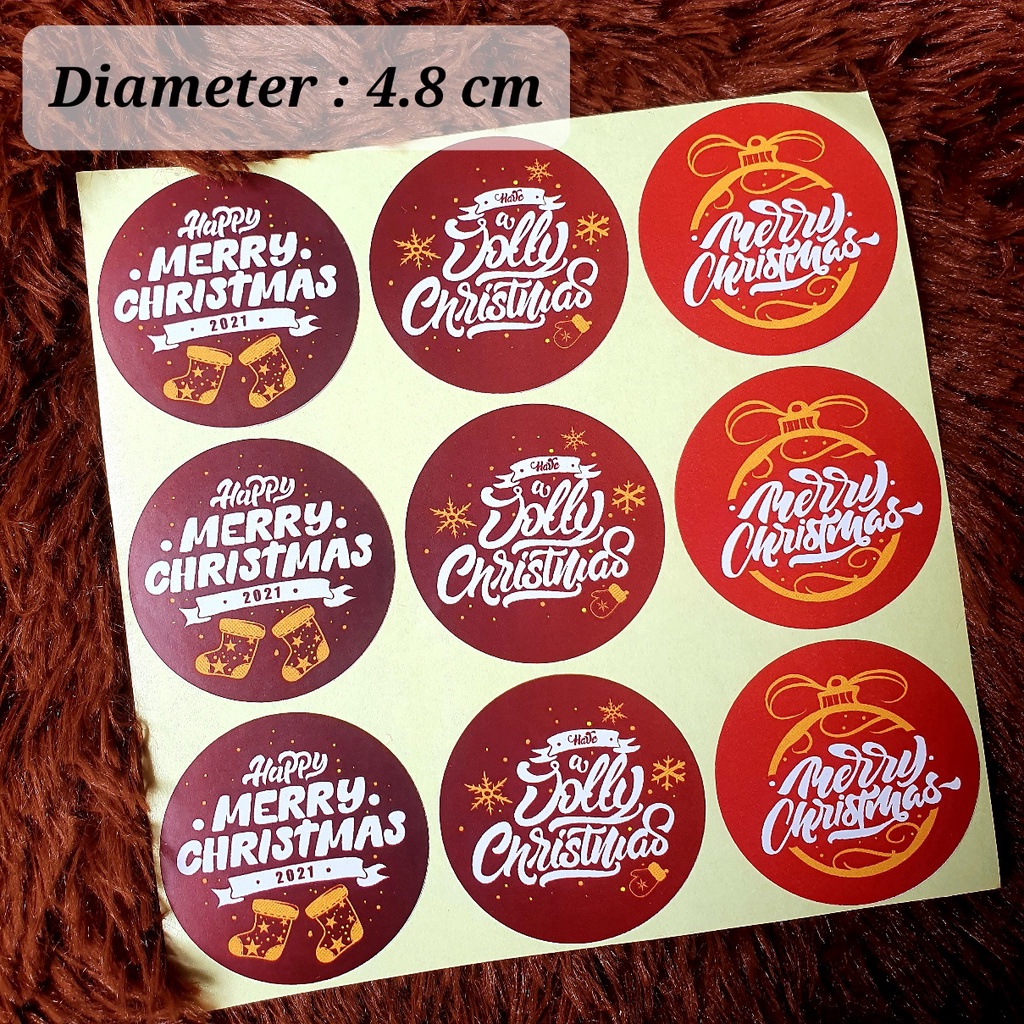 Diameter : 4.8 cm
Happy
MERRY
CHRISTMAS
2021
Have
a
Jolly
Christmas
Merry
Christmas
Happy
MERRY
CHRISTMAS
2021
Have
a
Jolly
Christmas
Merry
Christmas
Happy
MERRY
CHRISTMAS
2021
Have
a
Jolly
Christmas
Merry
Christmas